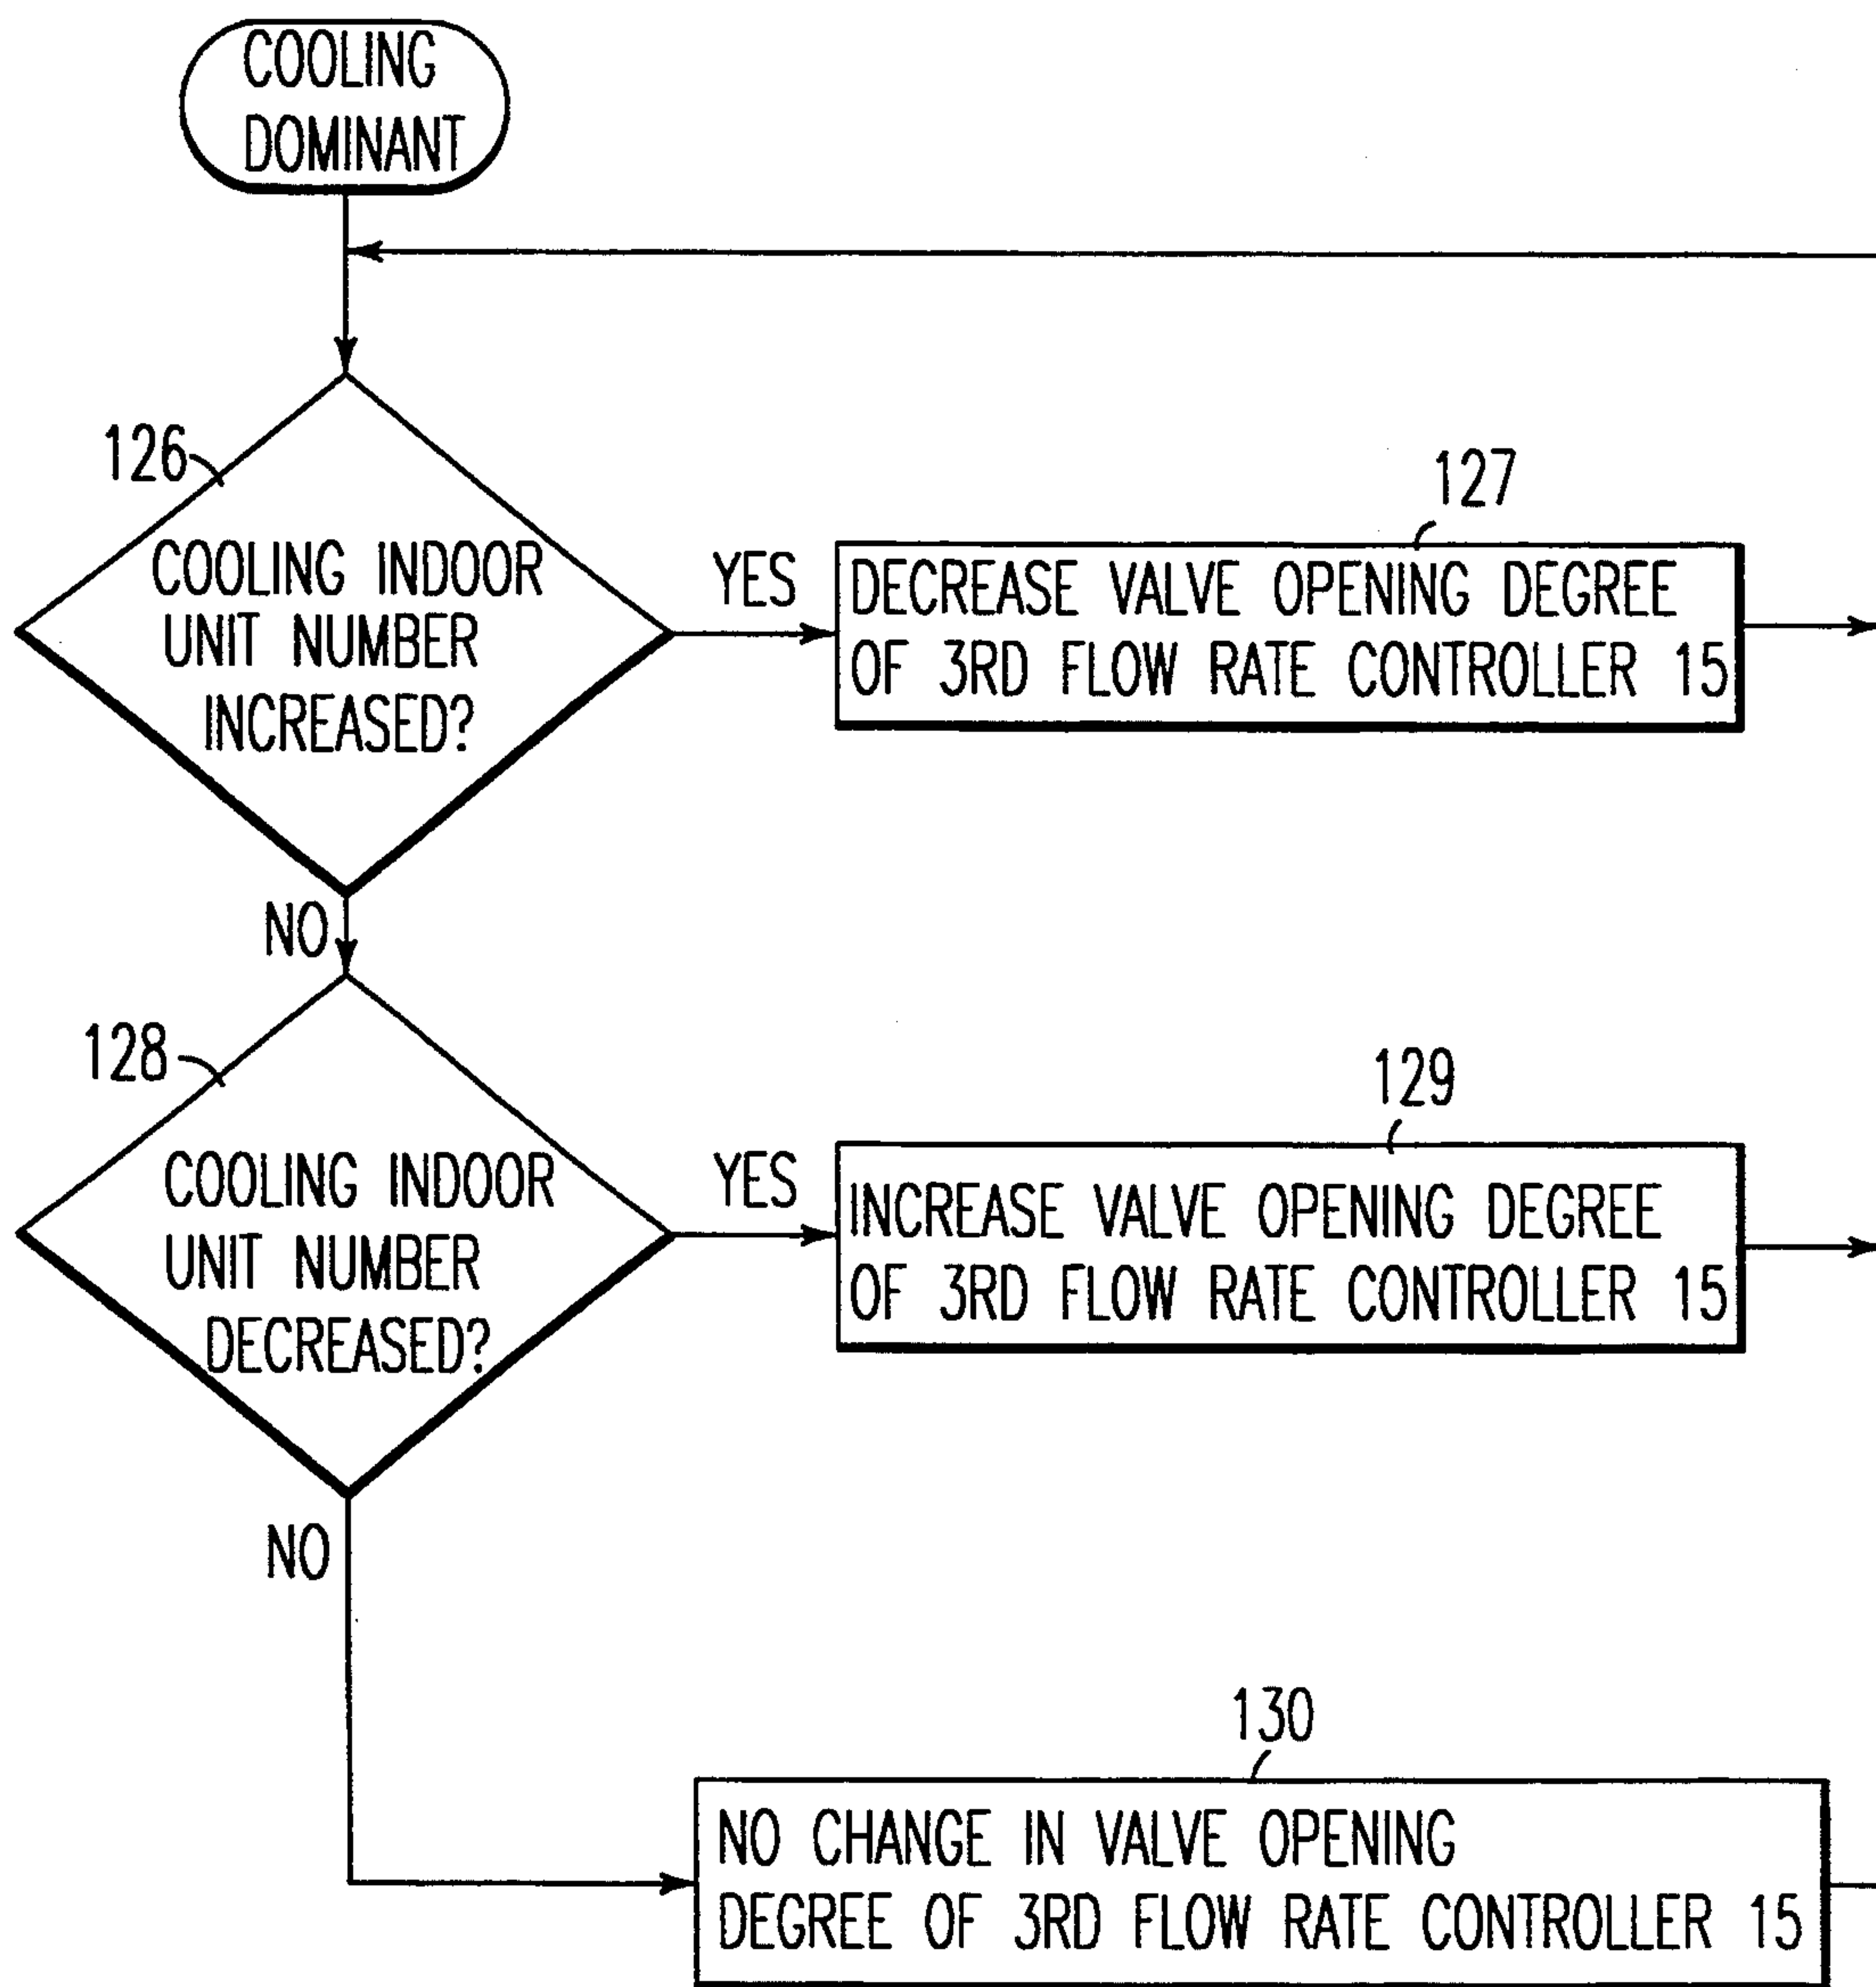 COOLING
DOMINANT
126
COOLING INDOOR
UNIT NUMBER
INCREASED?
YES
127
DECREASE VALVE OPENING DEGREE
OF 3RD FLOW RATE CONTROLLER 15
NO
128
COOLING INDOOR
UNIT NUMBER
DECREASED?
YES
129
INCREASE VALVE OPENING DEGREE
OF 3RD FLOW RATE CONTROLLER 15
NO
130
NO CHANGE IN VALVE OPENING
DEGREE OF 3RD FLOW RATE CONTROLLER 15